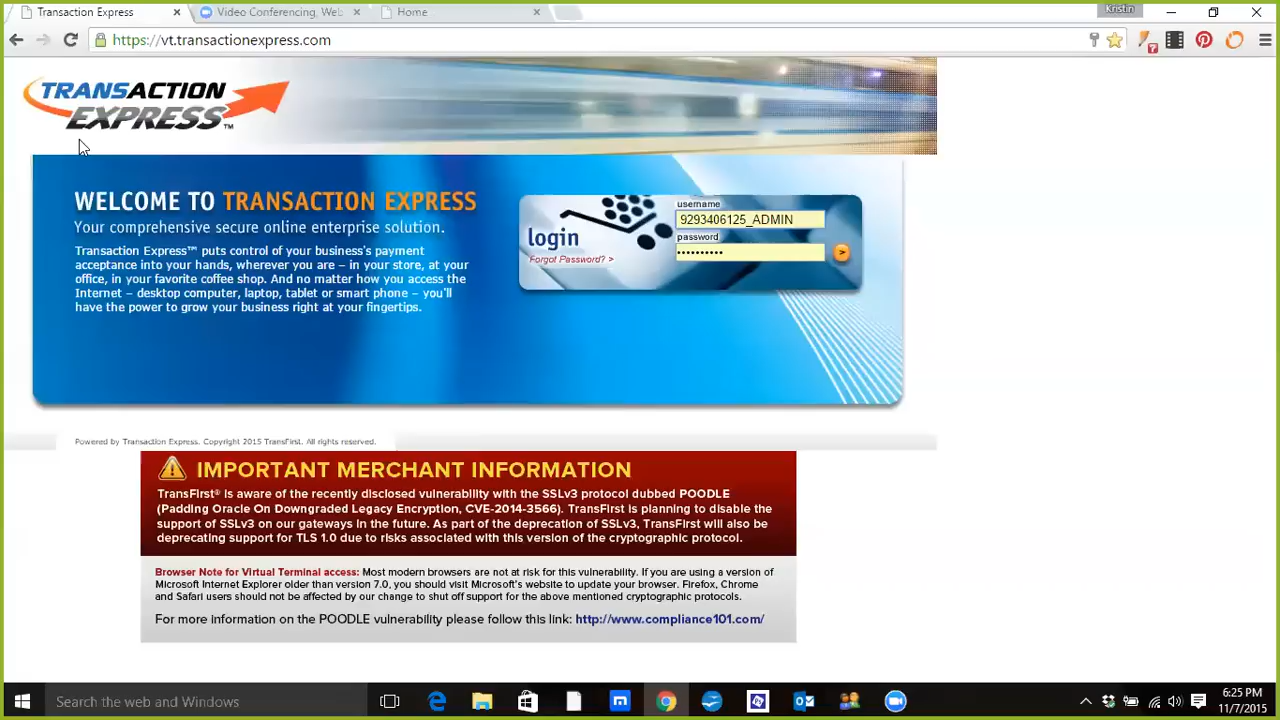 Transaction Express
Video Conferencing, Web
Home
Kristin
https://vt.transactionexpress.com
?
TRANSACTION
EXPRESS™
WELCOME TO TRANSACTION EXPRESS
Your comprehensive secure online enterprise solution.
Transaction Express™ puts control of your business's payment
acceptance into your hands, wherever you are – in your store, at your
office, in your favorite coffee shop. And no matter how you access the
Internet – desktop computer, laptop, tablet or smart phone – you'll
have the power to grow your business right at your fingertips.
login
Forgot Password? >
username
9293406125_ADMIN
password
••••••••••
>
Powered by Transaction Express. Copyright 2015 TransFirst. All rights reserved.
IMPORTANT MERCHANT INFORMATION
TransFirst® is aware of the recently disclosed vulnerability with the SSLv3 protocol dubbed POODLE
(Padding Oracle On Downgraded Legacy Encryption, CVE-2014-3566). TransFirst is planning to disable the
support of SSLv3 on our gateways in the future. As part of the deprecation of SSLv3, TransFirst will also be
deprecating support for TLS 1.0 due to risks associated with this version of the cryptographic protocol.
Browser Note for Virtual Terminal access: Most modern browsers are not at risk for this vulnerability. If you are using a version of
Microsoft Internet Explorer older than version 7.0, you should visit Microsoft's website to update your browser. Firefox, Chrome
and Safari users should not be affected by our change to shut off support for the above mentioned cryptographic protocols.
For more information on the POODLE vulnerability please follow this link: http://www.compliance101.com/
Search the web and Windows
6:25 PM
11/7/2015